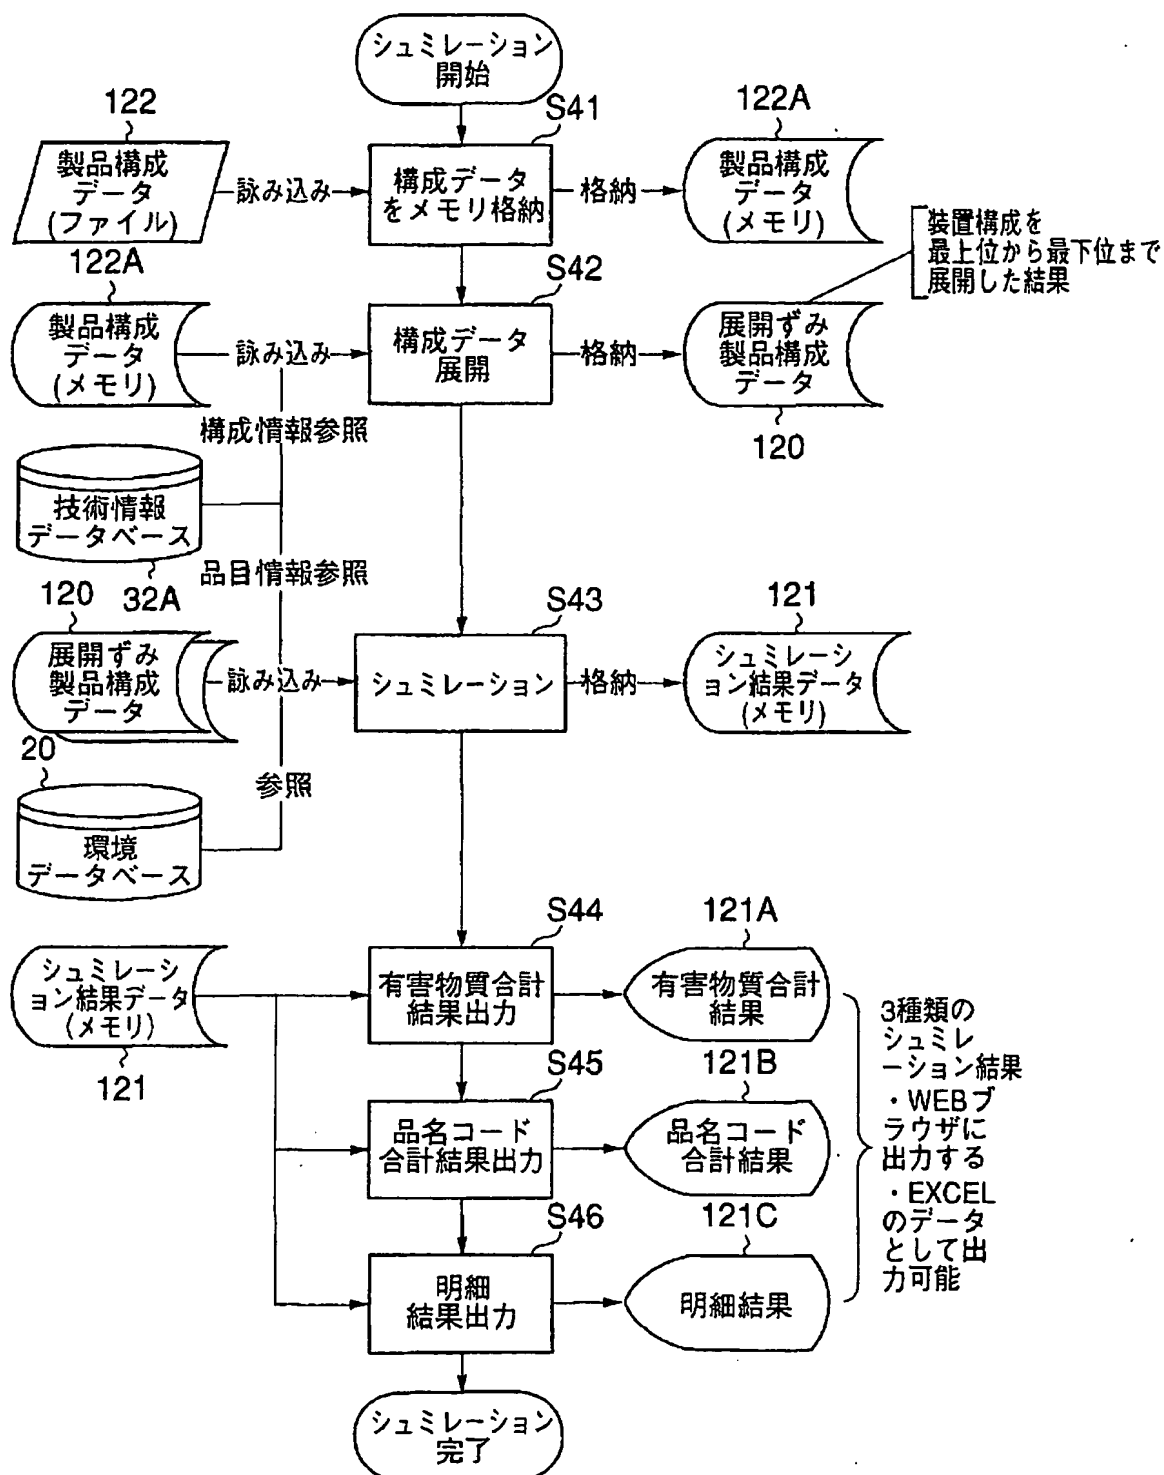 シュミレーション
開始
122
S41
122A
製品構成
データ
(ファイル)
詠み込み
構成データ
をメモリ格納
格納
製品構成
データ
(メモリ)
装置構成を
最上位から最下位まで
展開した結果
122A
S42
製品構成
データ
(メモリ)
詠み込み
構成データ
展開
格納
展開ずみ
製品構成
データ
120
構成情報参照
技術情報
データベース
32A
品目情報参照
120
S43
121
展開ずみ
製品構成
データ
詠み込み
シュミレーション
格納
シュミレーシ
ョン結果データ
(メモリ)
20
参照
環境
データベース
S44
121A
シュミレーシ
ョン結果データ
(メモリ)
121
有害物質合計
結果出力
有害物質合計
結果
S45
121B
品名コード
合計結果出力
品名コード
合計結果
S46
121C
明細
結果出力
明細結果
3種類の
シュミレ
ーション結果
・WEBブ
ラウザに
出力する
・EXCEL
のデータ
として出
力可能
シュミレーション
完了